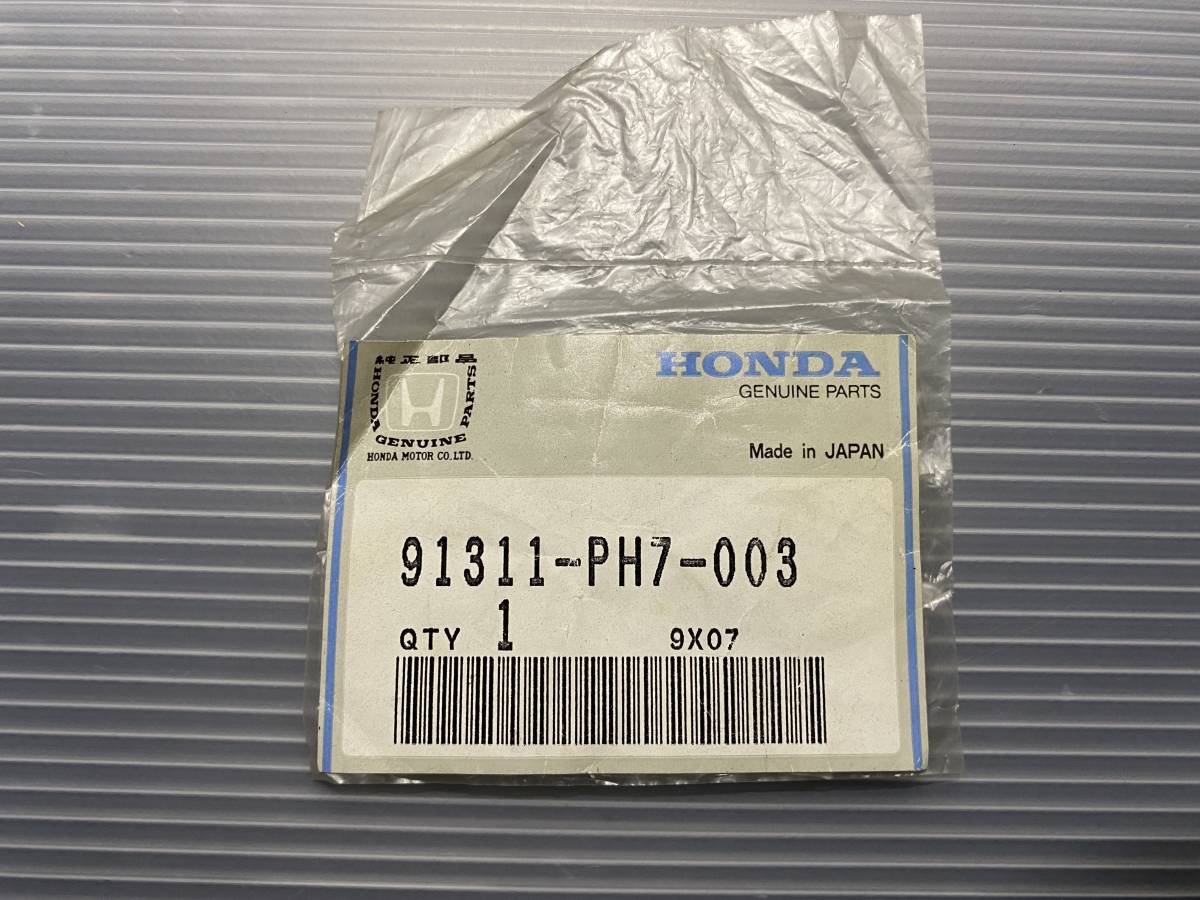 純正部品
HONDA
PARTS
GENUINE
HONDA MOTOR CO.,LTD.
HONDA
GENUINE PARTS
Made in JAPAN
91311-PH7-003
QTY 1 9X07